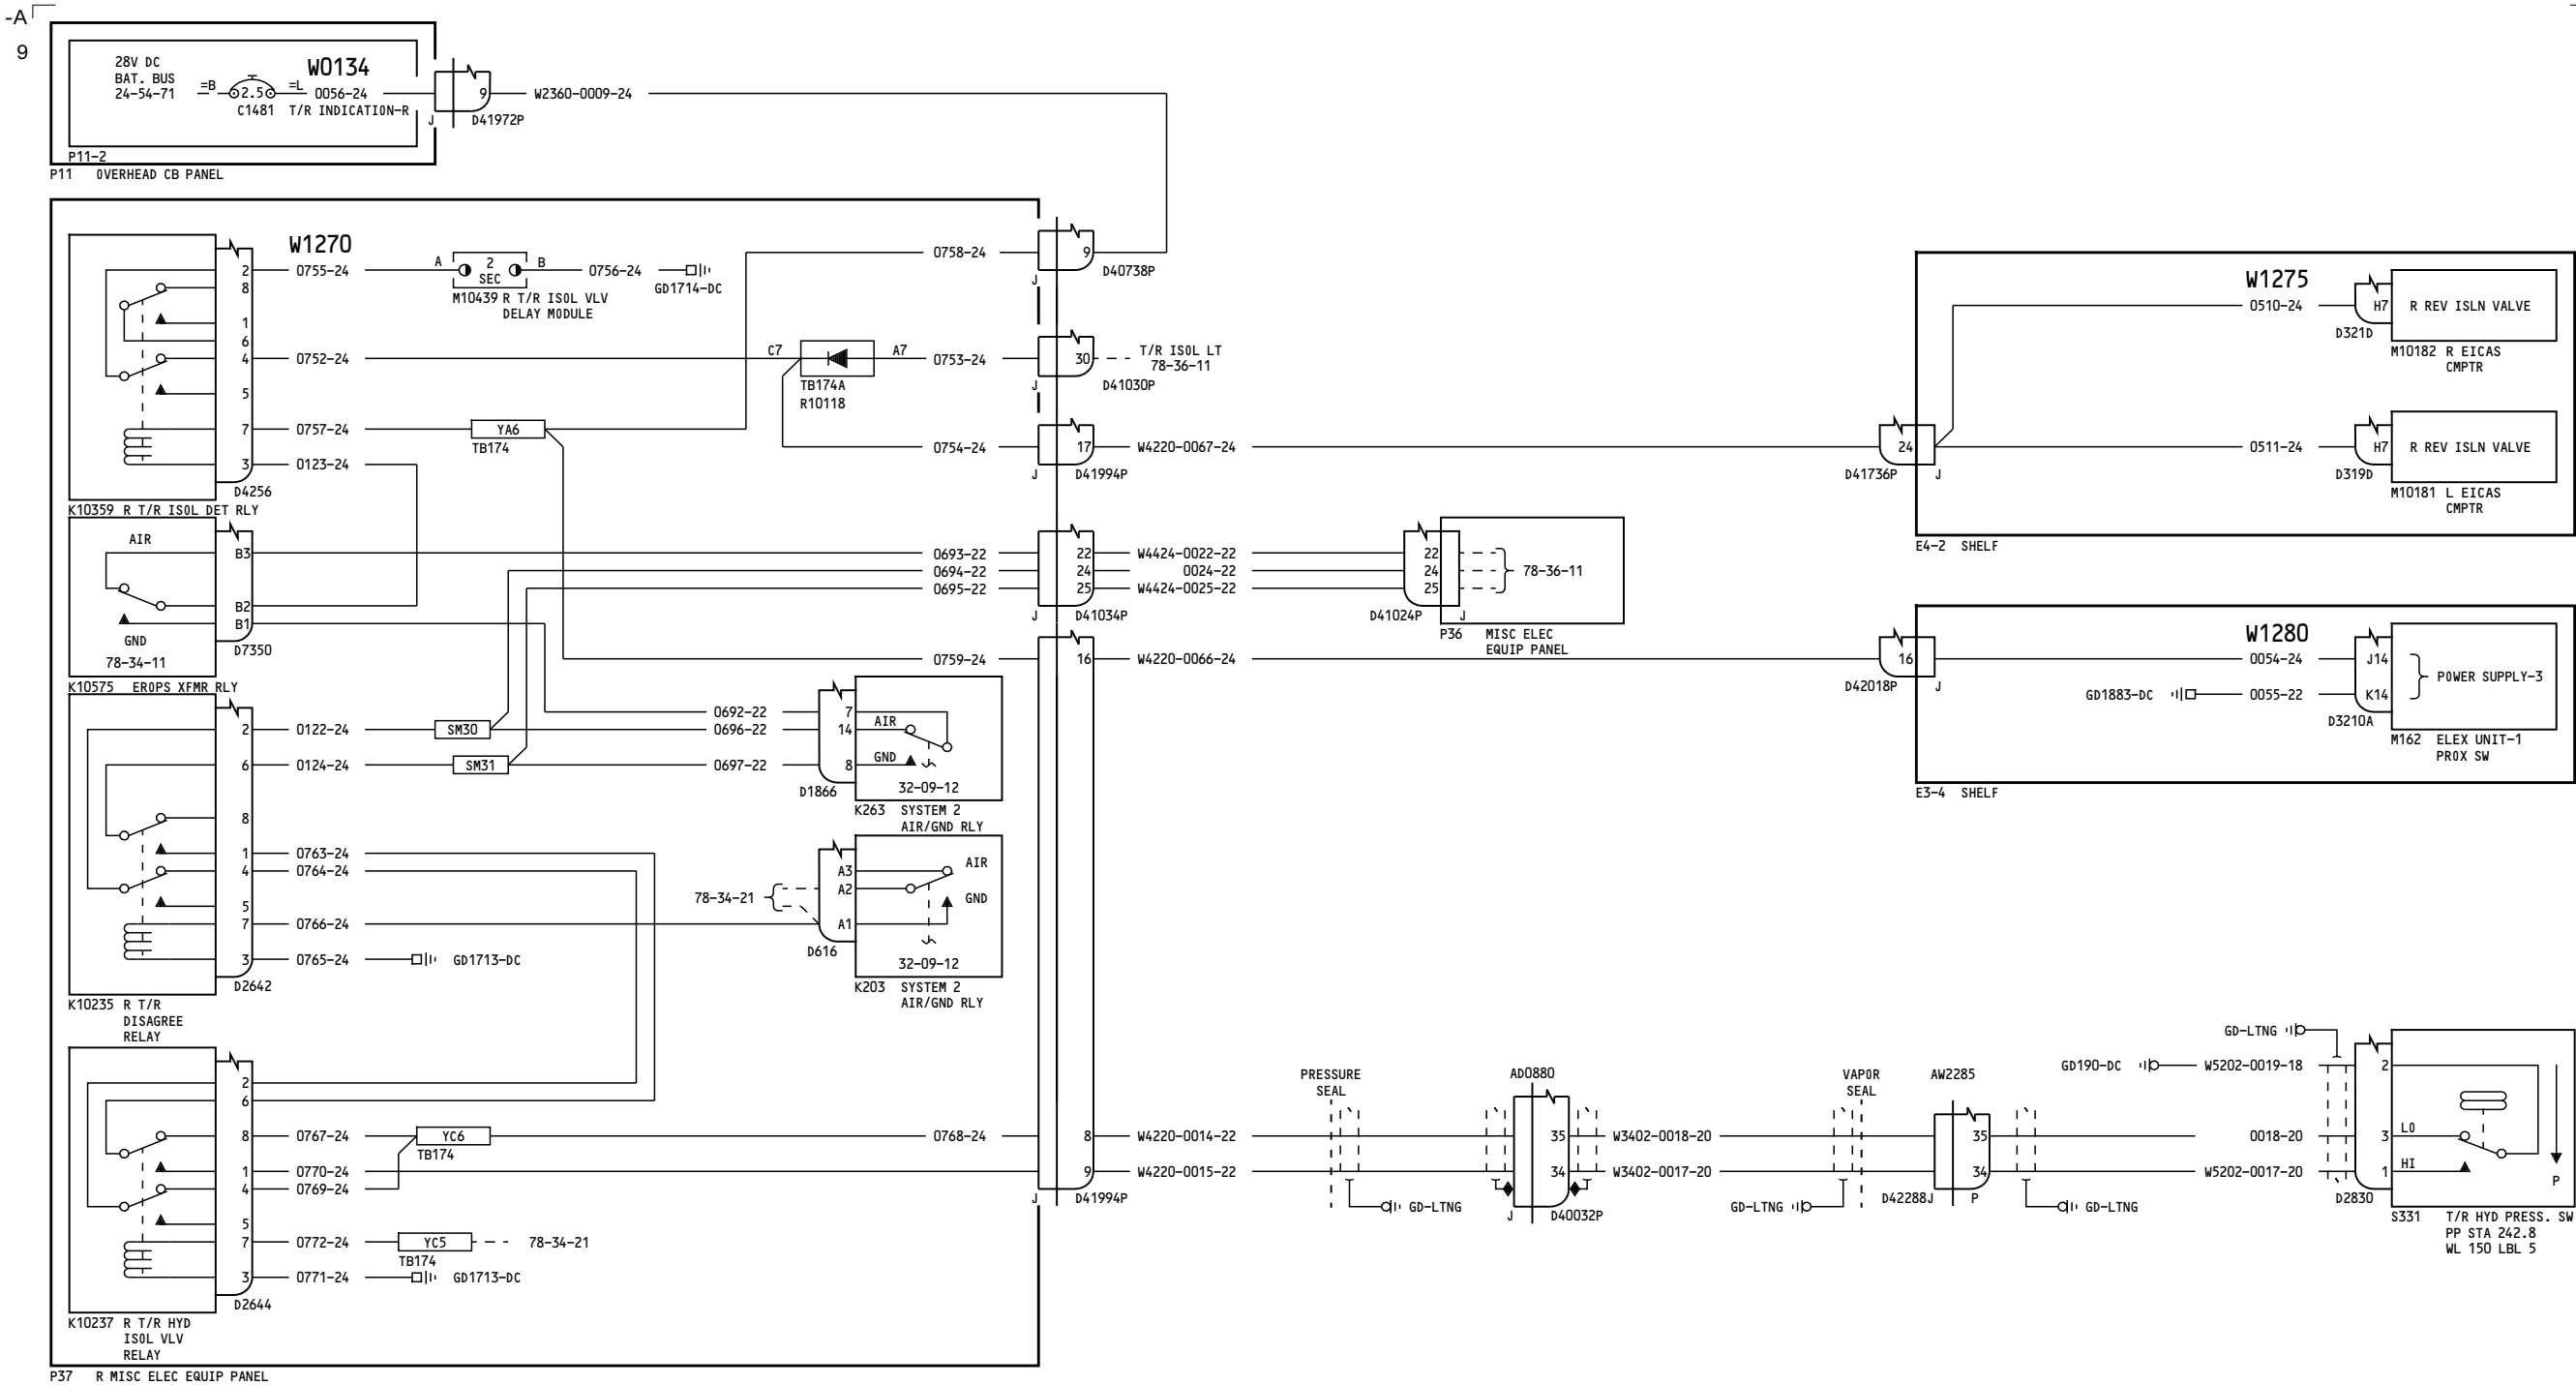 -A
9
28V DC
BAT. BUS
24-54-71
=B
2.5
=L
C1481
W0134
0056-24
T/R INDICATION-R
J
9
D41972P
W2360-0009-24
P11-2
P11 OVERHEAD CB PANEL
W1270
2
8
1
6
4
5
7
3
D4256
K10359 R T/R ISOL DET RLY
0755-24
A
2
SEC
B
M10439 R T/R ISOL VLV
DELAY MODULE
0756-24
GD1714-DC
0752-24
C7
A7
TB174A
R10118
0753-24
0757-24
YA6
TB174
0123-24
0758-24
9
J
D40738P
30
J
D41030P
T/R ISOL LT
78-36-11
0754-24
17
J
D41994P
W4220-0067-24
24
D41736P
J
W1275
0510-24
H7
D321D
R REV ISLN VALVE
M10182 R EICAS
CMPTR
0511-24
H7
D319D
R REV ISLN VALVE
M10181 L EICAS
CMPTR
E4-2 SHELF
AIR
GND
78-34-11
B3
B2
B1
D7350
K10575 EROPS XFMR RLY
0693-22
0694-22
0695-22
22
24
25
J
D41034P
W4424-0022-22
0024-22
W4424-0025-22
22
24
25
D41024P
J
78-36-11
P36 MISC ELEC
EQUIP PANEL
0759-24
16
W4220-0066-24
16
D42018P
J
W1280
0054-24
J14
GD1883-DC
0055-22
K14
D3210A
POWER SUPPLY-3
M162 ELEX UNIT-1
PROX SW
E3-4 SHELF
2
6
8
1
4
5
7
3
D2642
K10235 R T/R
DISAGREE
RELAY
0122-24
SM30
0124-24
SM31
0692-22
0696-22
0697-22
7
14
8
D1866
AIR
GND
32-09-12
K263 SYSTEM 2
AIR/GND RLY
0763-24
0764-24
0766-24
0765-24
GD1713-DC
78-34-21
A3
A2
A1
D616
AIR
GND
32-09-12
K203 SYSTEM 2
AIR/GND RLY
2
6
8
1
4
5
7
3
D2644
K10237 R T/R HYD
ISOL VLV
RELAY
0767-24
YC6
TB174
0770-24
0769-24
0772-24
YC5
TB174
78-34-21
0771-24
GD1713-DC
0768-24
8
9
J
D41994P
W4220-0014-22
W4220-0015-22
PRESSURE
SEAL
GD-LTNG
AD0880
35
34
J
D40032P
W3402-0018-20
W3402-0017-20
VAPOR
SEAL
GD-LTNG
AW2285
35
34
D42288J
P
GD-LTNG
GD-LTNG
GD190-DC
W5202-0019-18
0018-20
W5202-0017-20
2
3
1
D2830
LO
HI
P
S331 T/R HYD PRESS. SW
PP STA 242.8
WL 150 LBL 5
P37 R MISC ELEC EQUIP PANEL